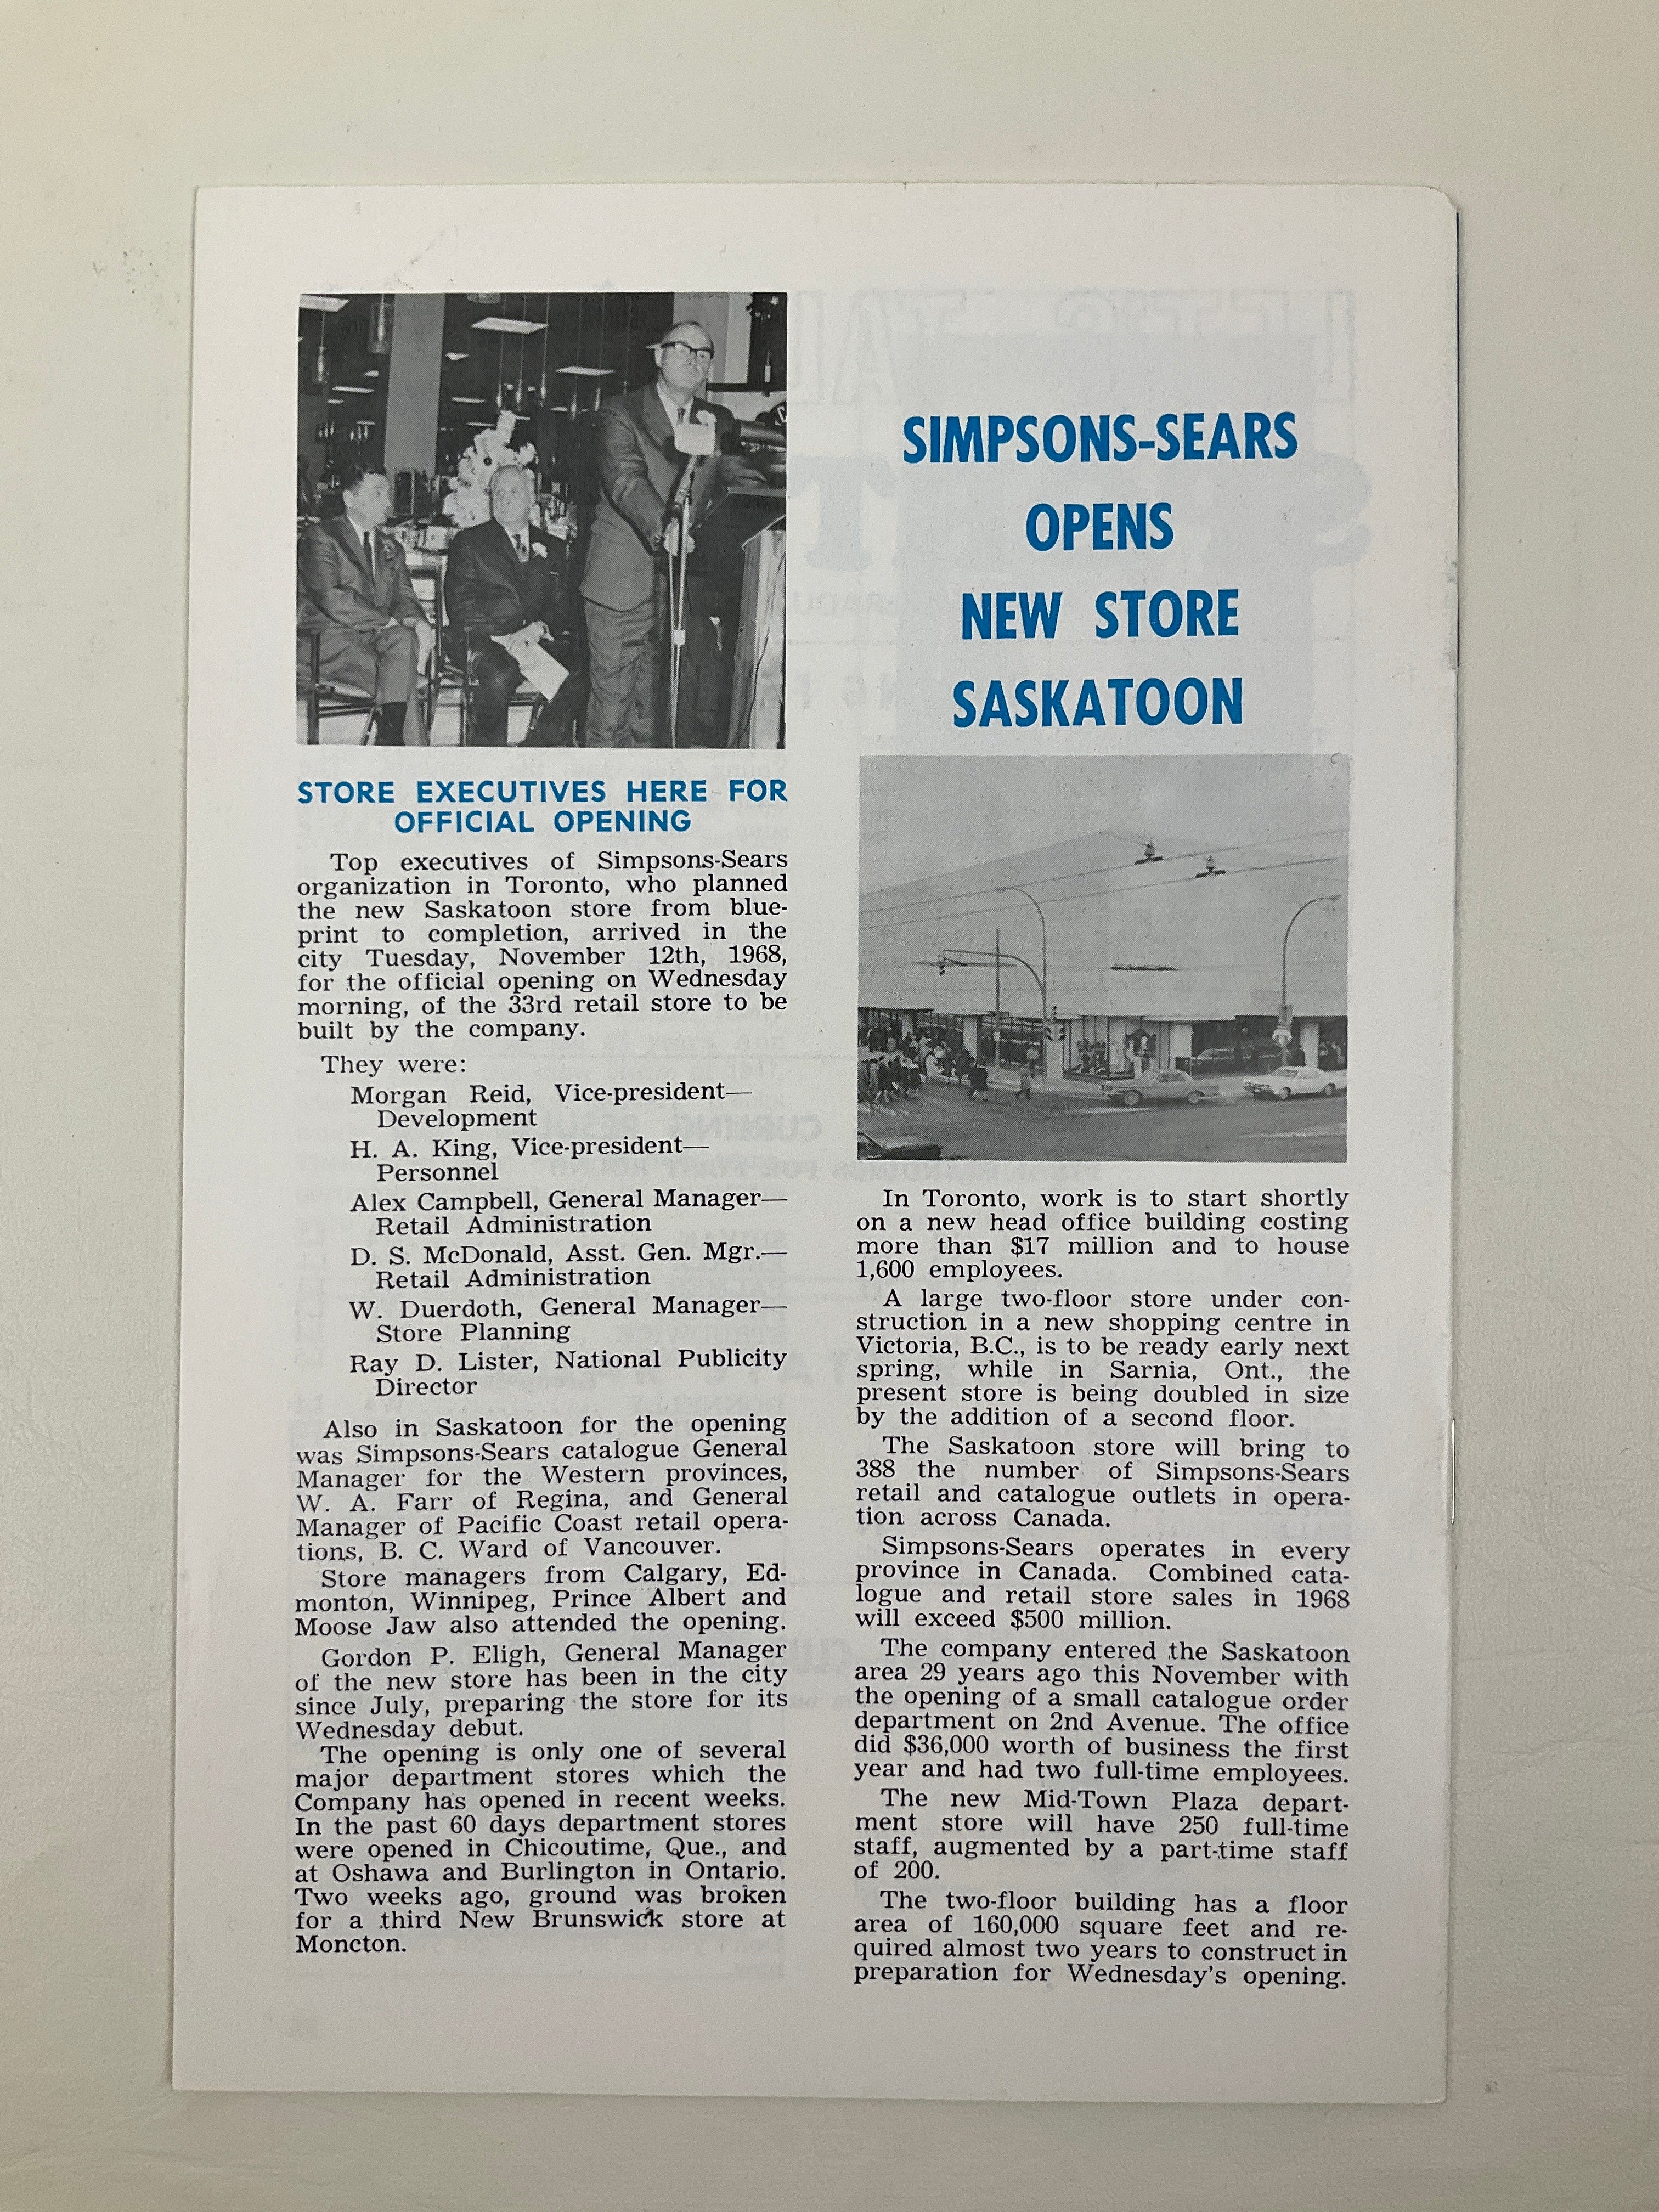 STORE EXECUTIVES HERE FOR
OFFICIAL OPENING
Top executives of Simpsons-Sears
organization in Toronto, who planned
the new Saskatoon store from blue-
print to completion, arrived in the
city Tuesday, November 12th, 1968,
for the official opening on Wednesday
morning, of the 33rd retail store to be
built by the company.
They were:
Morgan Reid, Vice-president—
Development
H. A. King, Vice-president—
Personnel
Alex Campbell, General Manager—
Retail Administration
D. S. McDonald, Asst. Gen. Mgr.—
Retail Administration
W. Duerdoth, General Manager—
Store Planning
Ray D. Lister, National Publicity
Director
Also in Saskatoon for the opening
was Simpsons-Sears catalogue General
Manager for the Western provinces,
W. A. Farr of Regina, and General
Manager of Pacific Coast retail opera-
tions, B. C. Ward of Vancouver.
Store managers from Calgary, Ed-
monton, Winnipeg, Prince Albert and
Moose Jaw also attended the opening.
Gordon P. Eligh, General Manager
of the new store has been in the city
since July, preparing the store for its
Wednesday debut.
The opening is only one of several
major department stores which the
Company has opened in recent weeks.
In the past 60 days department stores
were opened in Chicoutime, Que., and
at Oshawa and Burlington in Ontario.
Two weeks ago, ground was broken
for a third New Brunswick store at
Moncton.
SIMPSONS-SEARS
OPENS
NEW STORE
SASKATOON
In Toronto, work is to start shortly
on a new head office building costing
more than $17 million and to house
1,600 employees.
A large two-floor store under con-
struction in a new shopping centre in
Victoria, B.C., is to be ready early next
spring, while in Sarnia, Ont., the
present store is being doubled in size
by the addition of a second floor.
The Saskatoon store will bring to
388 the number of Simpsons-Sears
retail and catalogue outlets in opera-
tion across Canada.
Simpsons-Sears operates in every
province in Canada. Combined cata-
logue and retail store sales in 1968
will exceed $500 million.
The company entered the Saskatoon
area 29 years ago this November with
the opening of a small catalogue order
department on 2nd Avenue. The office
did $36,000 worth of business the first
year and had two full-time employees.
The new Mid-Town Plaza depart-
ment store will have 250 full-time
staff, augmented by a part-time staff
of 200.
The two-floor building has a floor
area of 160,000 square feet and re-
quired almost two years to construct in
preparation for Wednesday's opening.